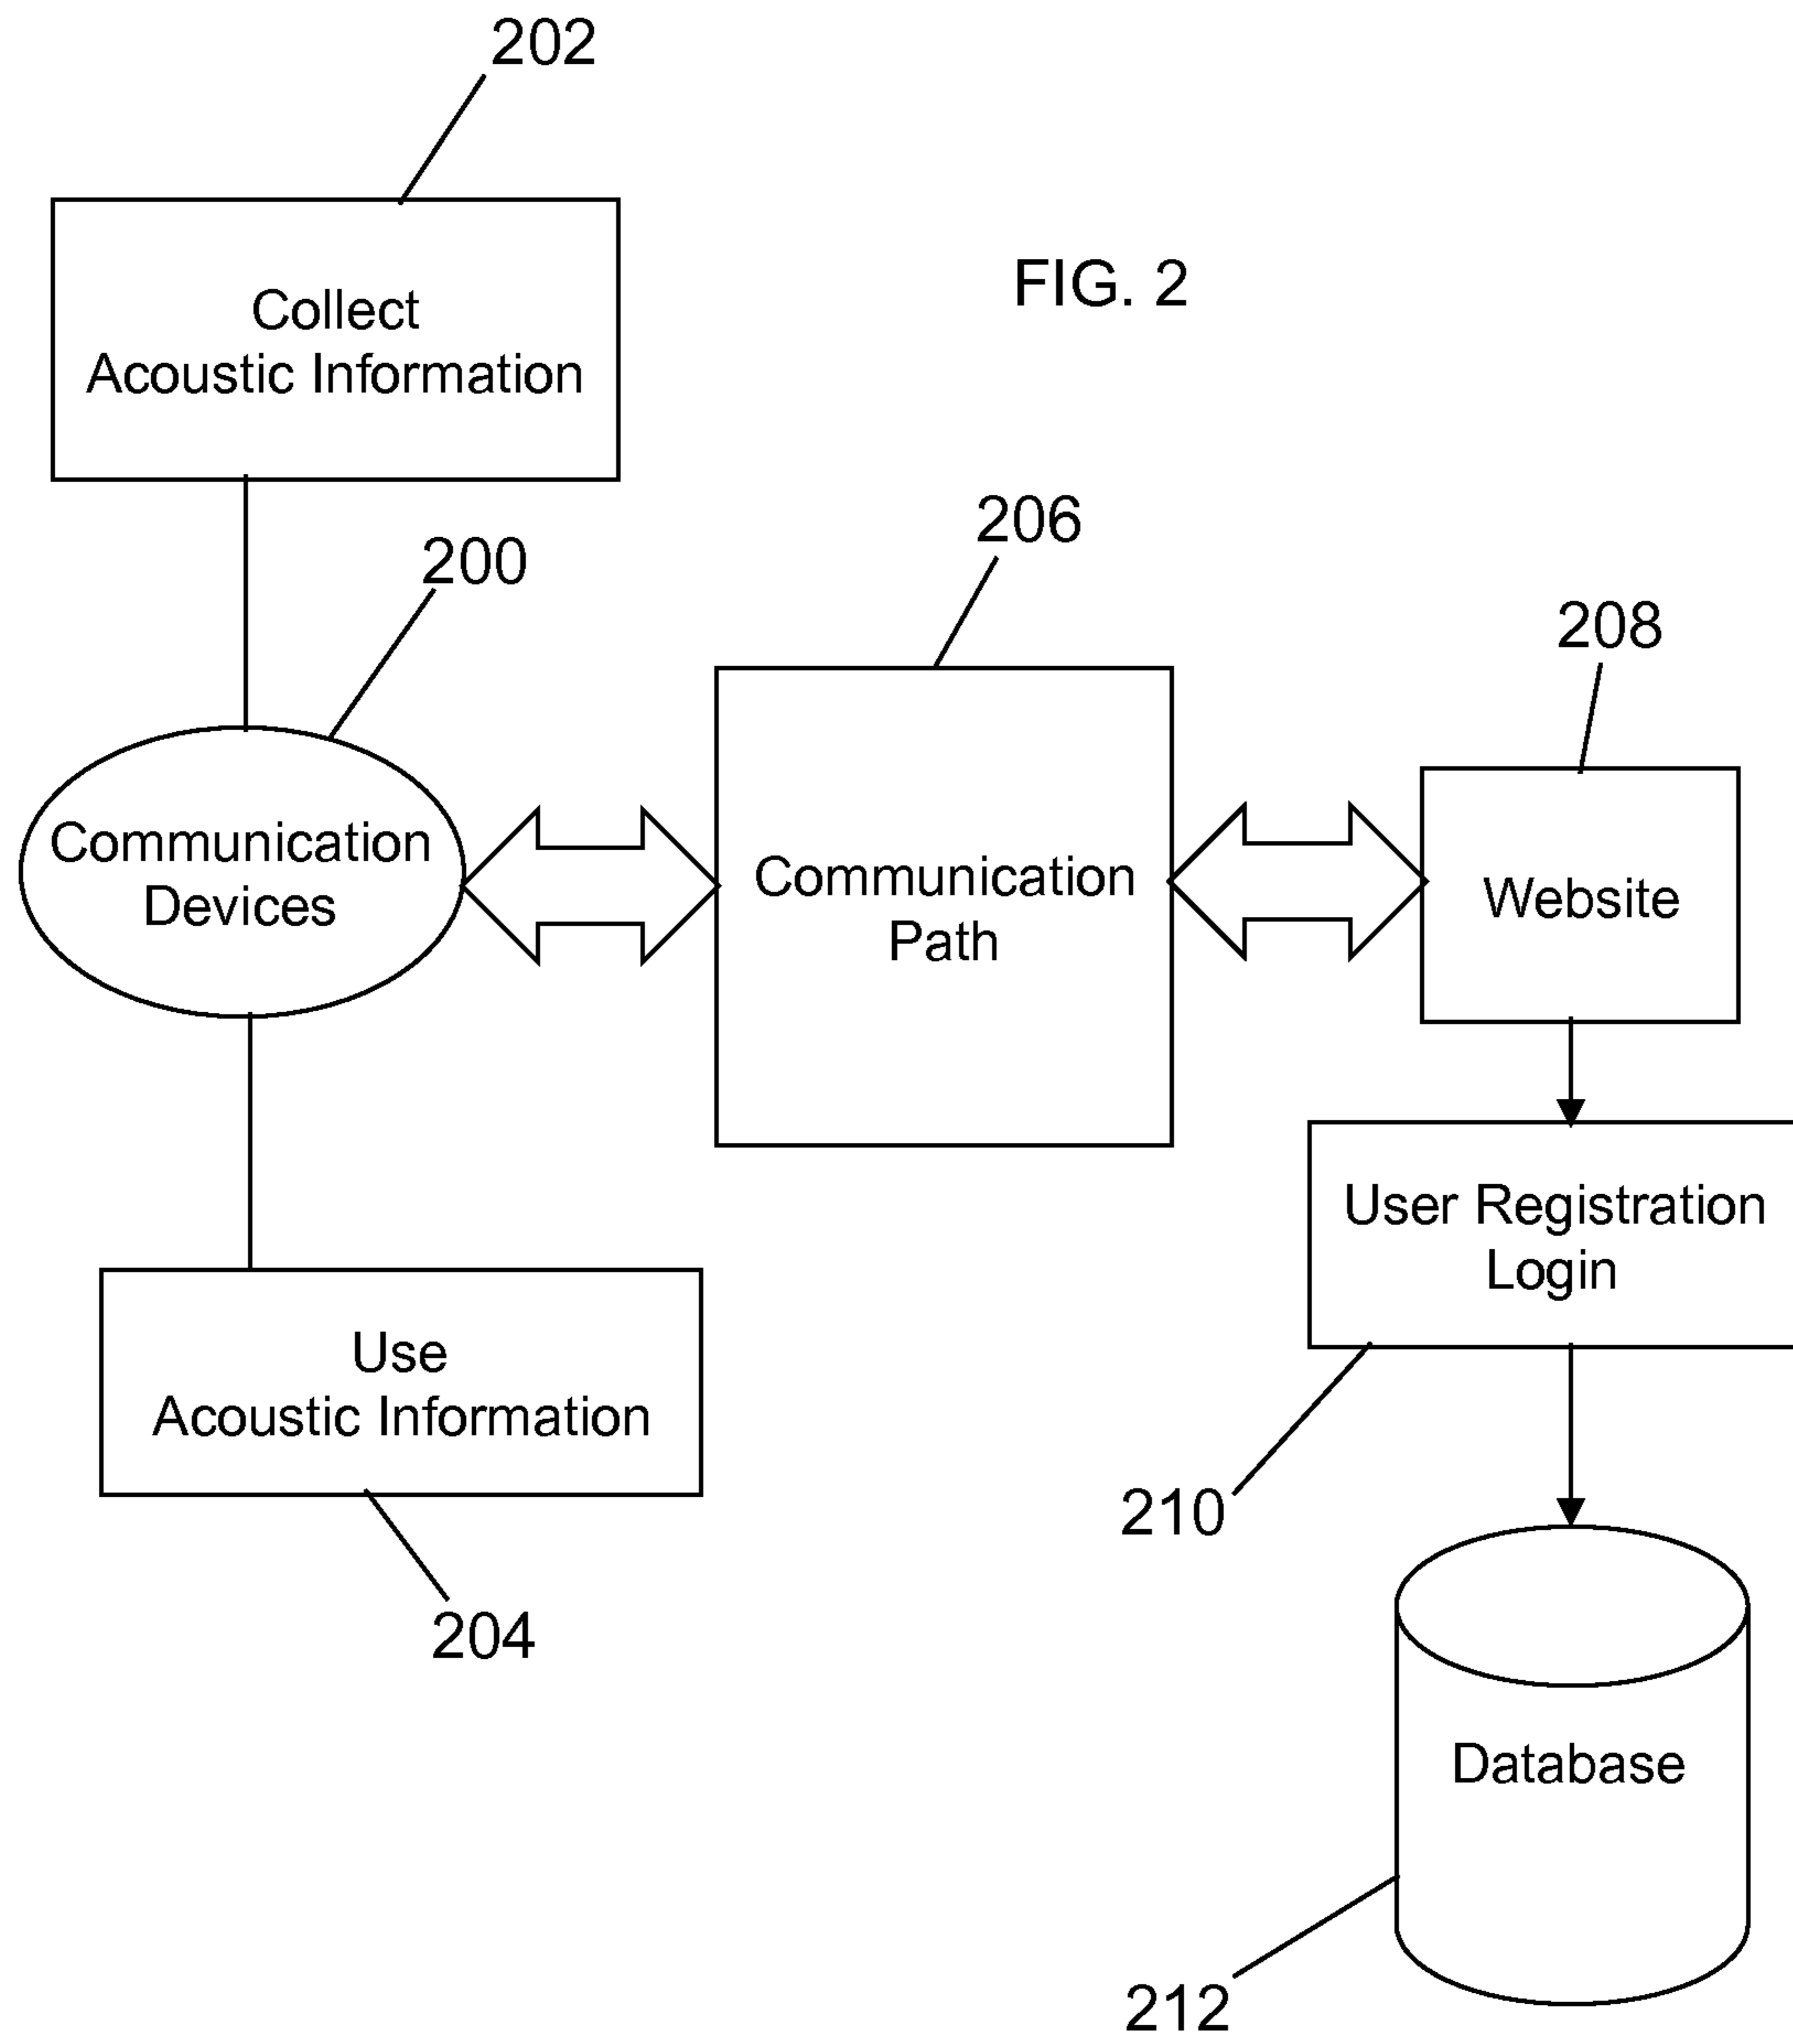 202
FIG. 2
Collect
Acoustic Information
200
206
208
Communication
Devices
Communication
Path
Website
User Registration
Login
Use
Acoustic Information
210
204
Database
212